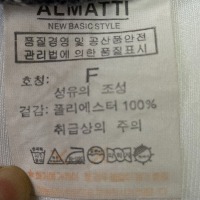 ALMATTI
NEW BASIC STYLE
품질경영 및 공산품안전
관리법에 의한 품질표시
호칭: F
섬유의 조성
겉감: 폴리에스터 100%
취급상의 주의